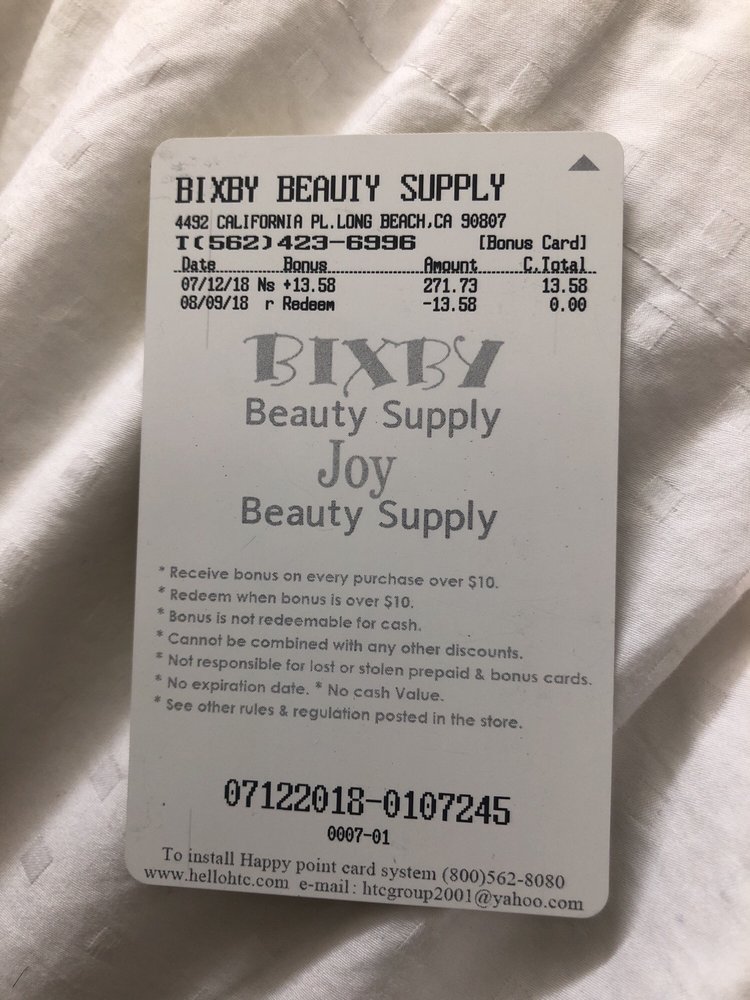 BIXBY BEAUTY SUPPLY
4492 CALIFORNIA PL.LONG BEACH,CA 90807
T(562)423-6996 [Bonus Card]
Date Bonus Amount C.Total
07/12/18 Ns +13.58 271.73 13.58
08/09/18 r Redeem -13.58 0.00
BIXBY
Beauty Supply
Joy
Beauty Supply
* Receive bonus on every purchase over $10.
* Redeem when bonus is over $10.
* Bonus is not redeemable for cash.
* Cannot be combined with any other discounts.
* Not responsible for lost or stolen prepaid & bonus cards.
* No expiration date. * No cash Value.
* See other rules & regulation posted in the store.
07122018-0107245
0007-01
To install Happy point card system (800)562-8080
www.hellohtc.com e-mail: htcgroup2001@yahoo.com